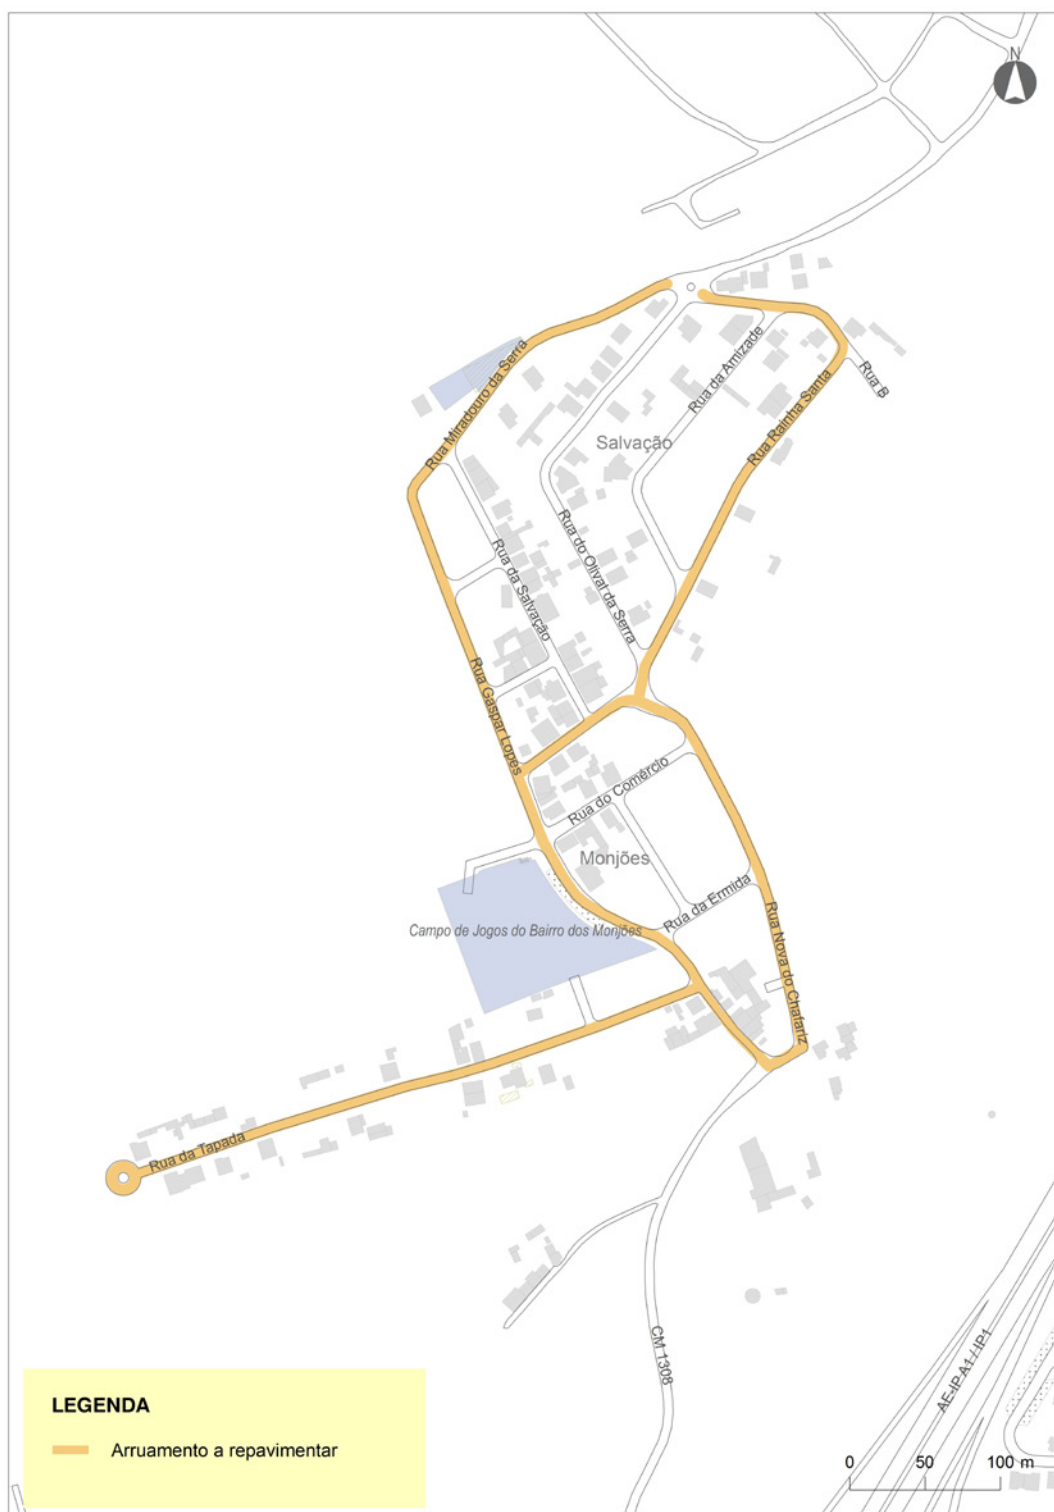 N
Rua B
Rua da Amizade
Rua Miradouro da Serra
Rua Rainha Santa
Salvação
Rua do Olival da Serra
Rua da Salvação
Rua Gaspar Lopes
Rua do Comércio
Monjões
Rua da Ermida
Campo de Jogos do Bairro dos Monjões
Rua Nova do Chafariz
Rua da Tapada
CM 1308
AE-IP A1 / IP1
LEGENDA
Arruamento a repavimentar
0 50 100 m